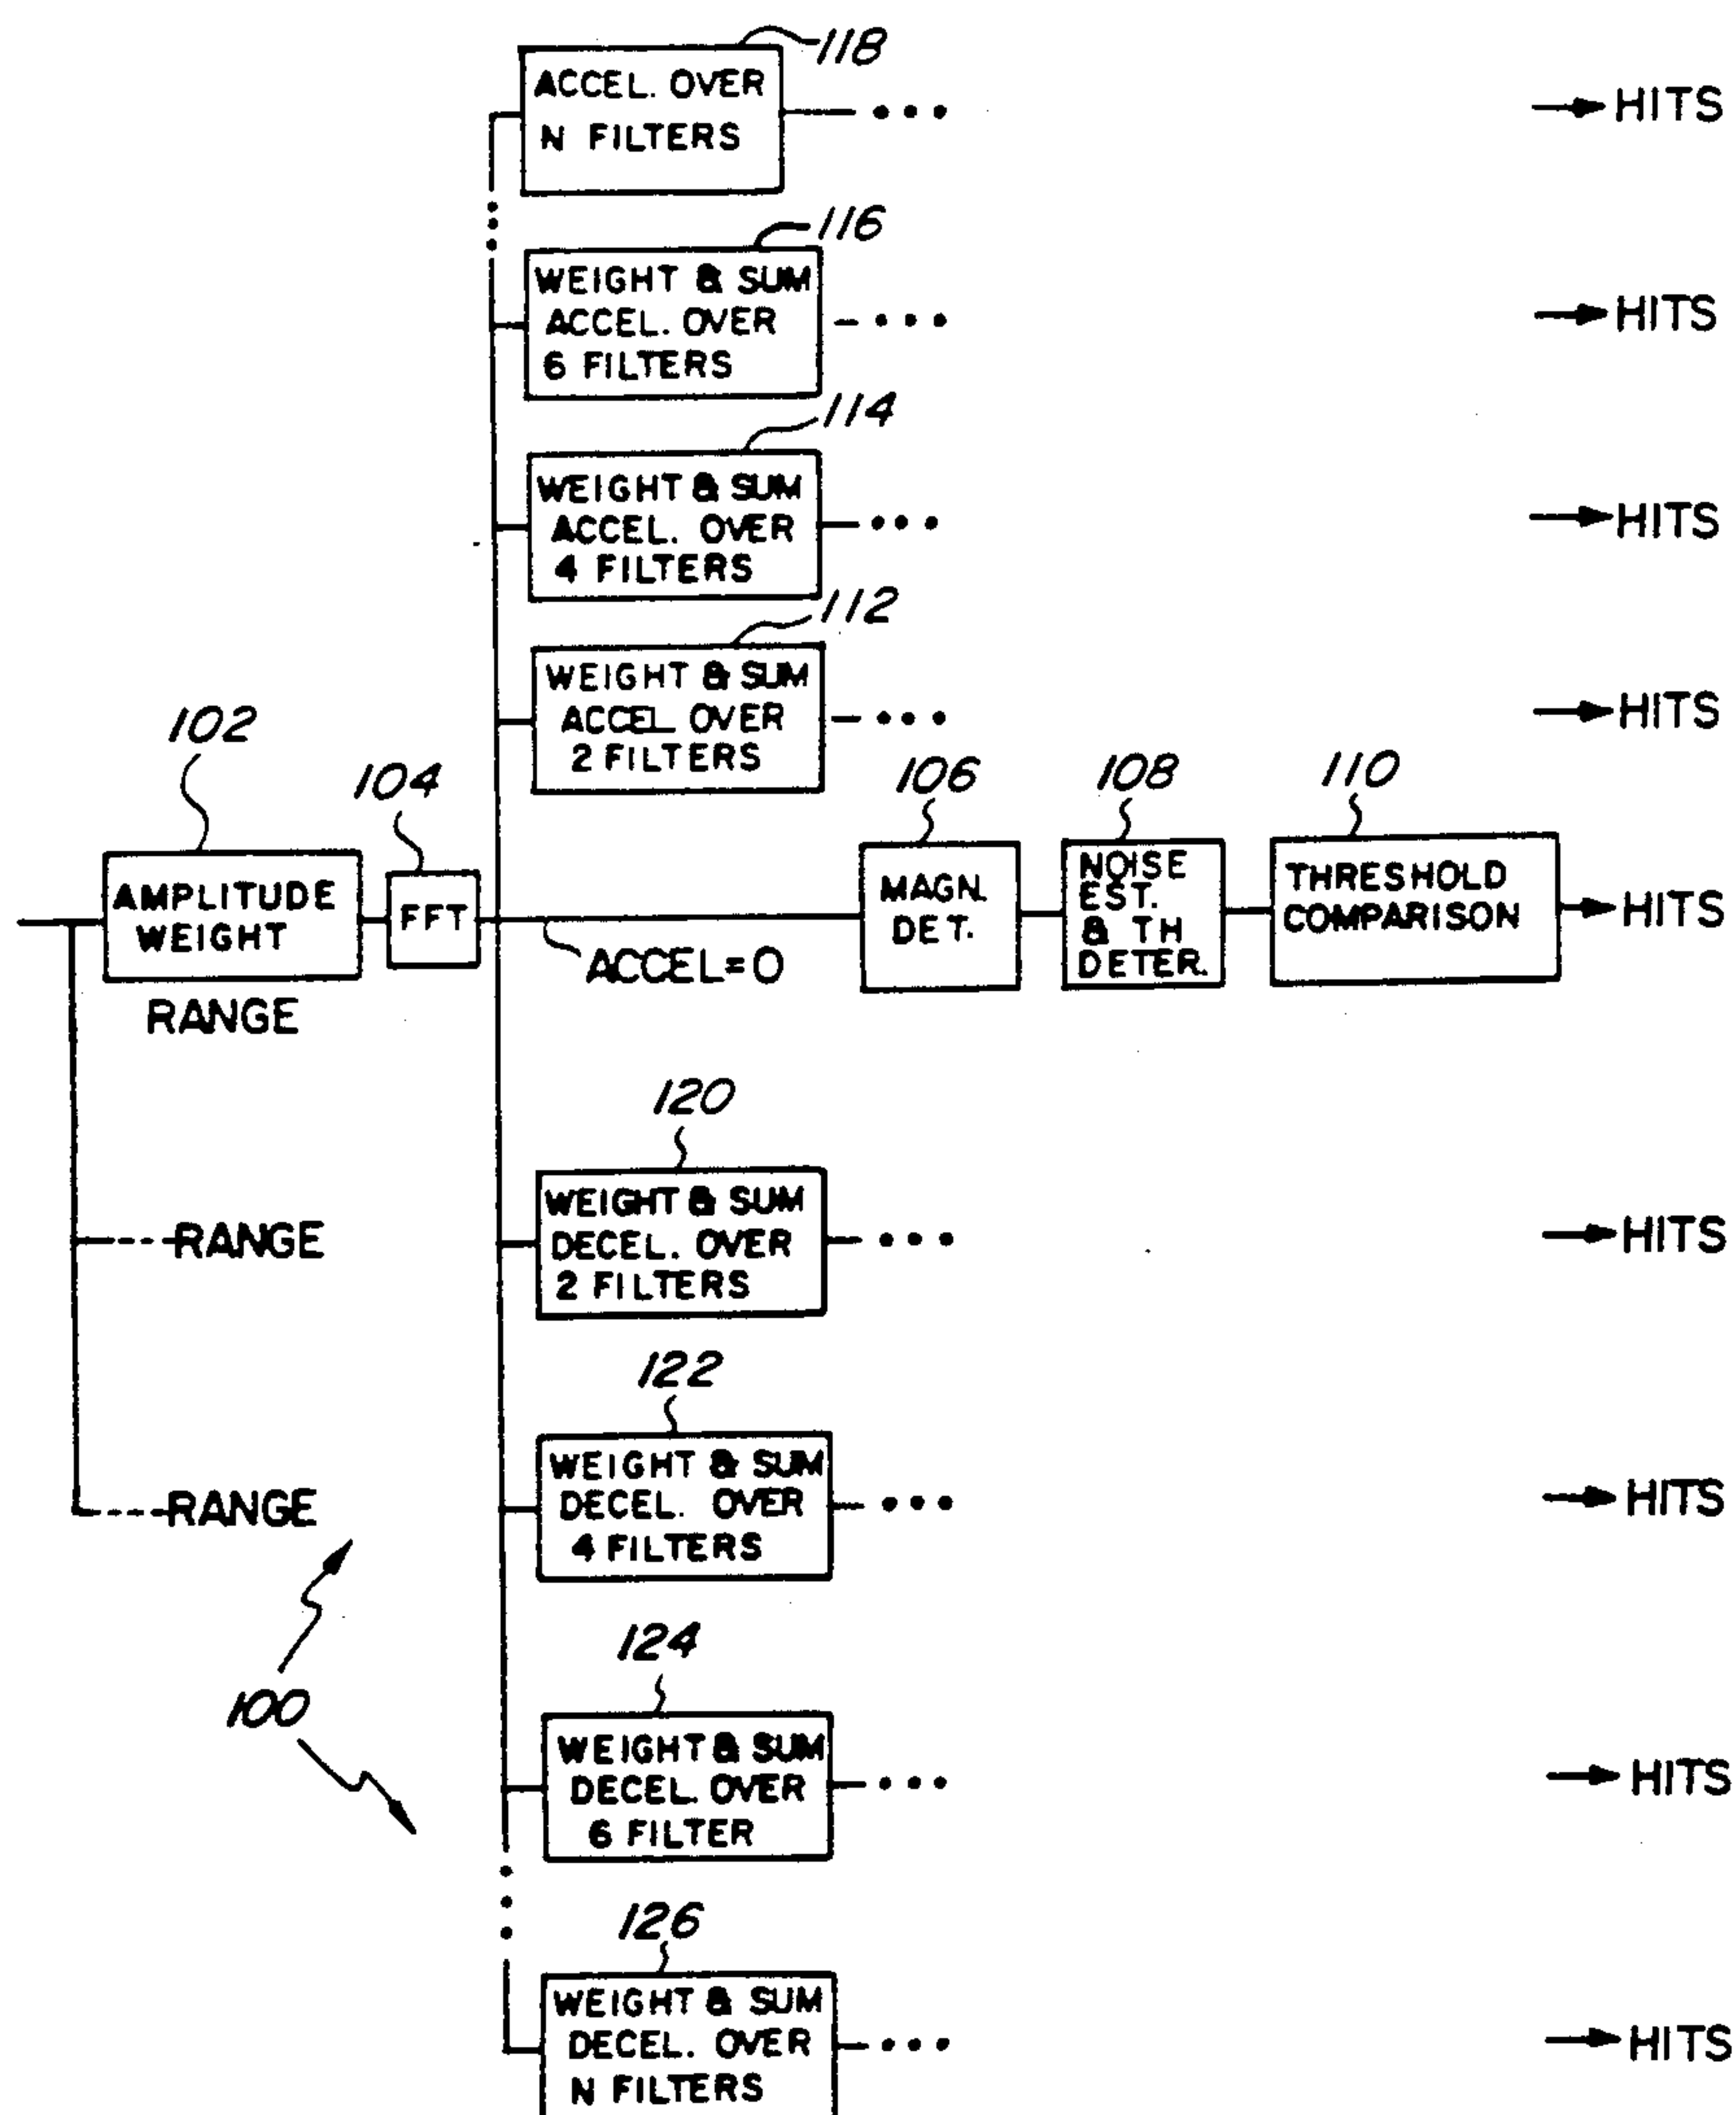 118
ACCEL. OVER
N FILTERS
HITS
116
WEIGHT & SUM
ACCEL. OVER
6 FILTERS
HITS
114
WEIGHT & SUM
ACCEL. OVER
4 FILTERS
HITS
112
WEIGHT & SUM
ACCEL OVER
2 FILTERS
HITS
102
AMPLITUDE
WEIGHT
RANGE
104
FFT
ACCEL=0
106
MAGN.
DET.
108
NOISE
EST.
& TH
DETER.
110
THRESHOLD
COMPARISON
HITS
120
RANGE
WEIGHT & SUM
DECEL. OVER
2 FILTERS
HITS
122
RANGE
WEIGHT & SUM
DECEL. OVER
4 FILTERS
HITS
100
124
WEIGHT & SUM
DECEL. OVER
6 FILTER
HITS
126
WEIGHT & SUM
DECEL. OVER
N FILTERS
HITS